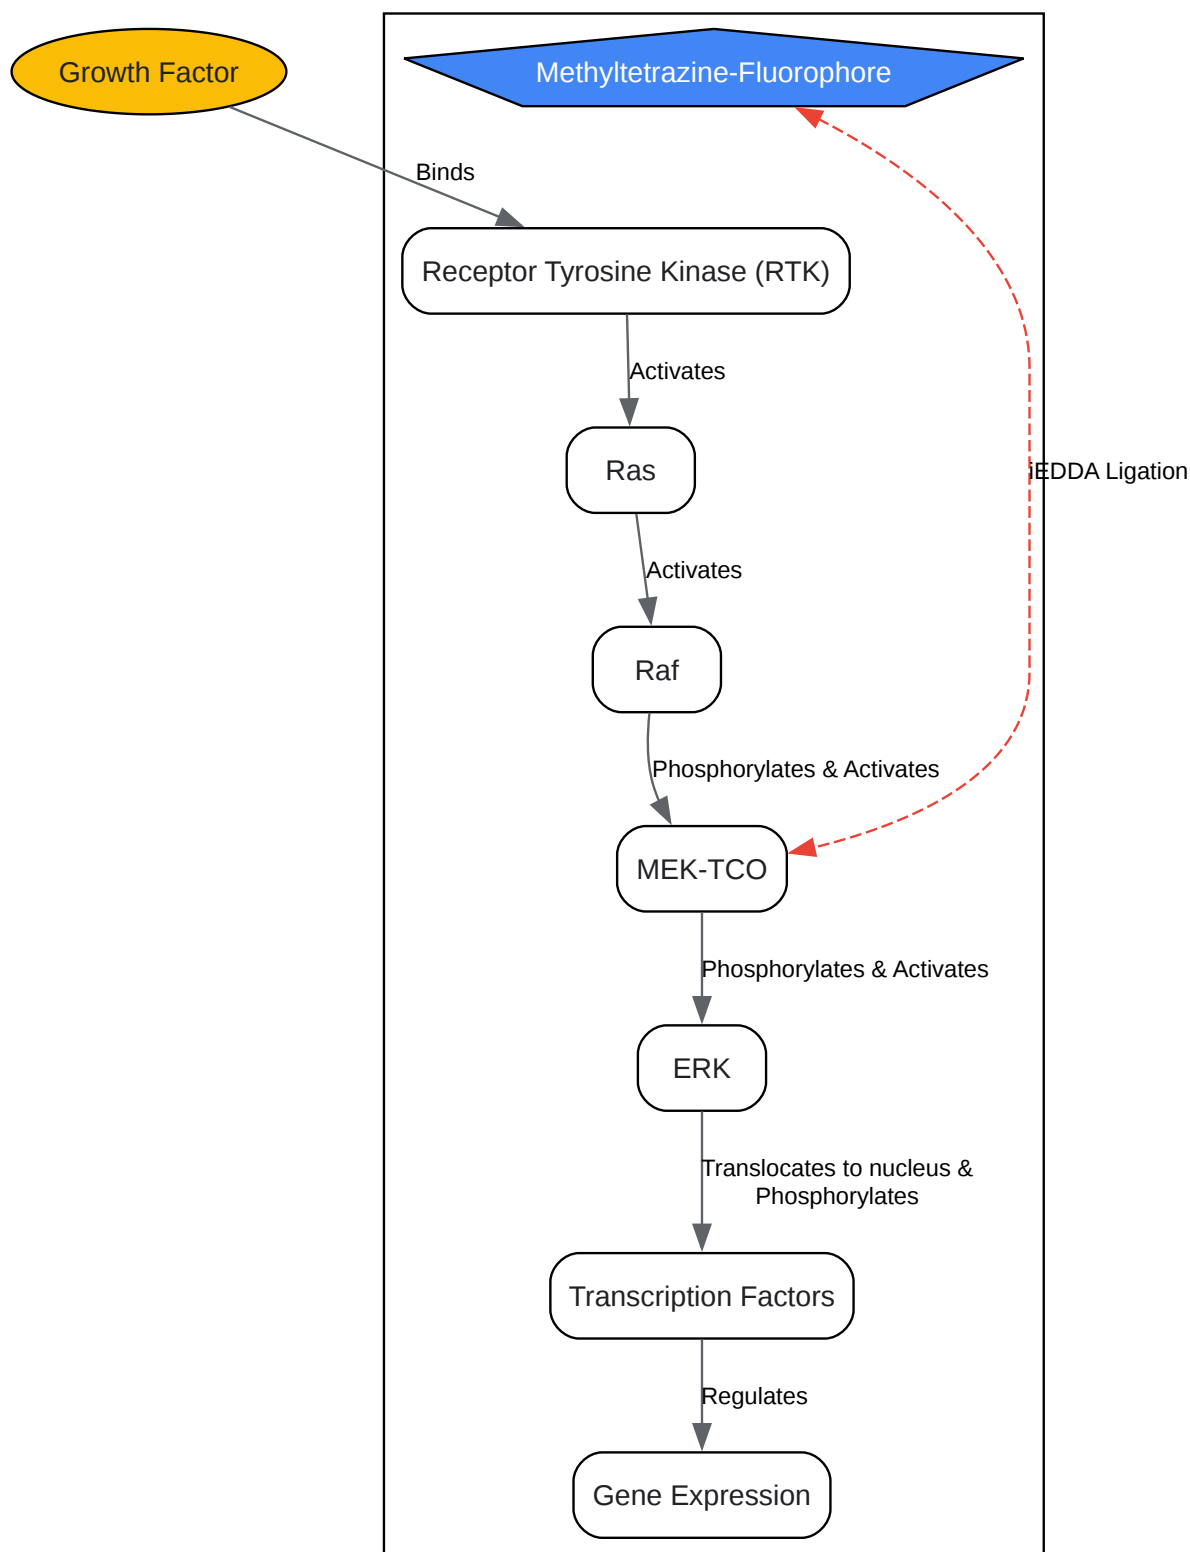 Growth Factor
Methyltetrazine-Fluorophore
Binds
Receptor Tyrosine Kinase (RTK)
Activates
Ras
iEDDA Ligation
Activates
Raf
Phosphorylates & Activates
MEK-TCO
Phosphorylates & Activates
ERK
Translocates to nucleus &
Phosphorylates
Transcription Factors
Regulates
Gene Expression